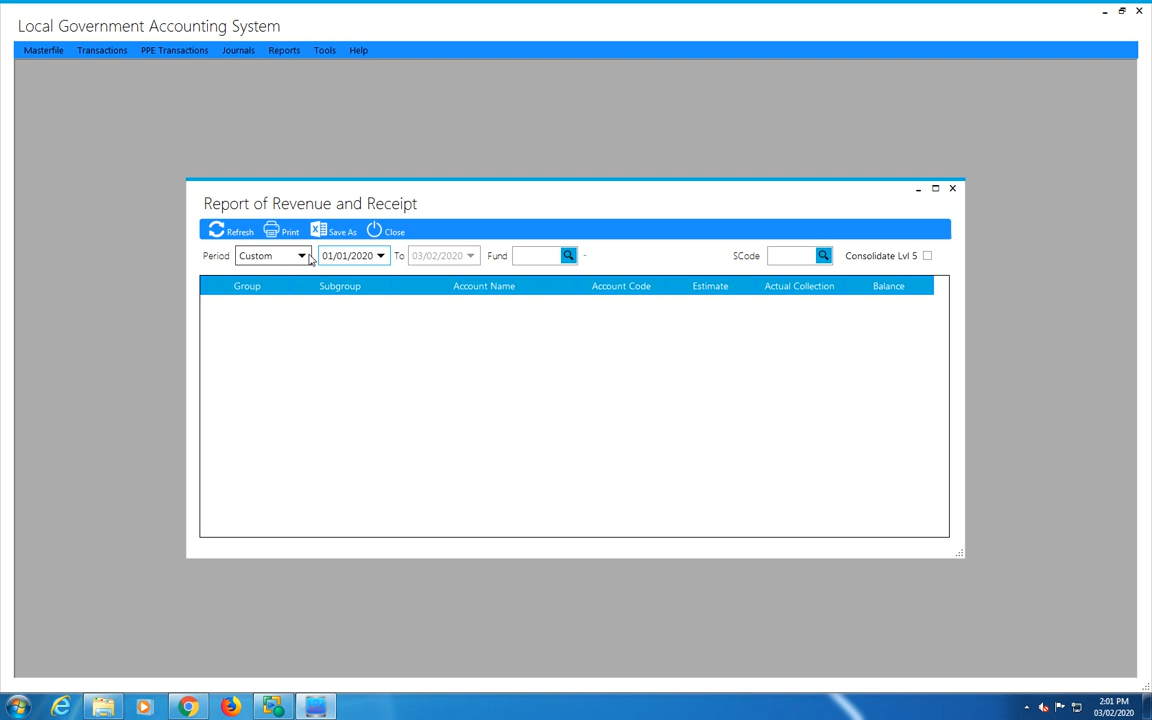 Local Government Accounting System
Masterfile Transactions PPE Transactions Journals Reports Tools Help
Report of Revenue and Receipt
Refresh Print Save As Close
Period Custom 01/01/2020 To 03/02/2020 Fund - SCode Consolidate Lvl 5
Group Subgroup Account Name Account Code Estimate Actual Collection Balance
2:01 PM
03/02/2020